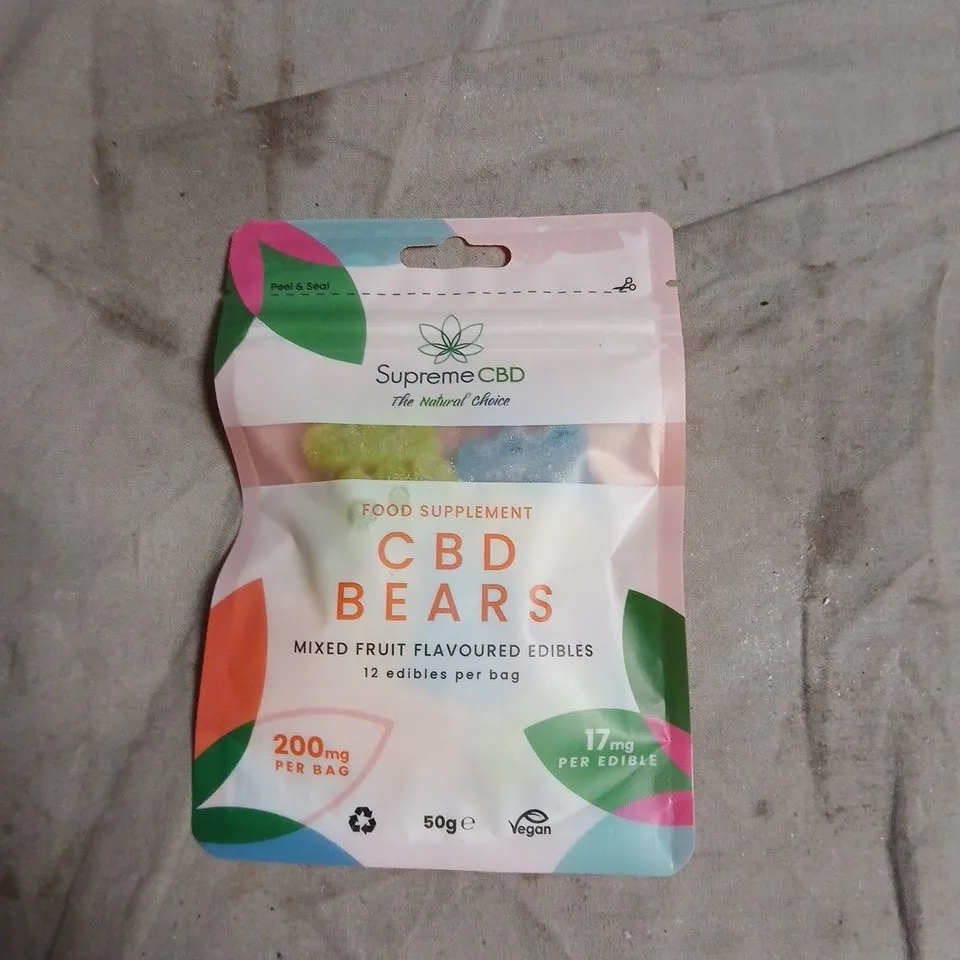 Peel & Seal
Supreme CBD
The Natural Choice
FOOD SUPPLEMENT
CBD
BEARS
MIXED FRUIT FLAVOURED EDIBLES
12 edibles per bag
200mg
PER BAG
17mg
PER EDIBLE
50g ℮
Vegan